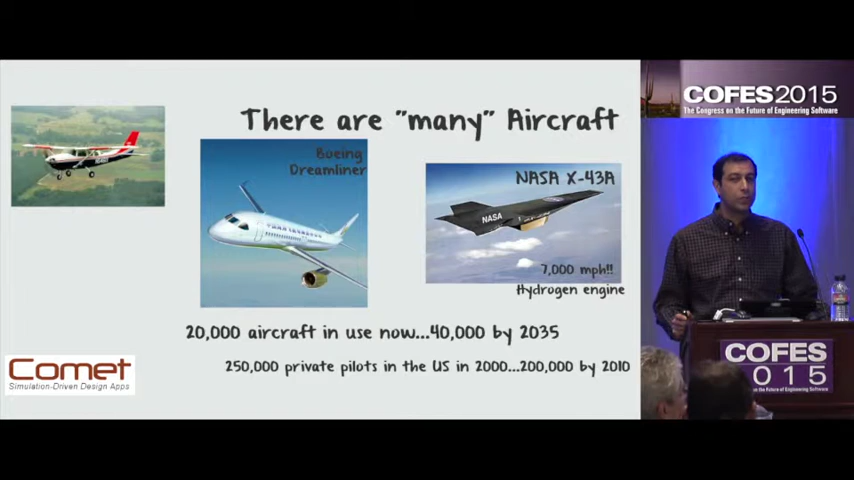 There are "many" Aircraft
Boeing
Dreamliner
NASA X-43A
NASA
7,000 mph!!
Hydrogen engine
20,000 aircraft in use now...40,000 by 2035
250,000 private pilots in the US in 2000...200,000 by 2010
Comet
Simulation-Driven Design Apps
COFES2015
The Congress on the Future of Engineering Software
COFES
2015